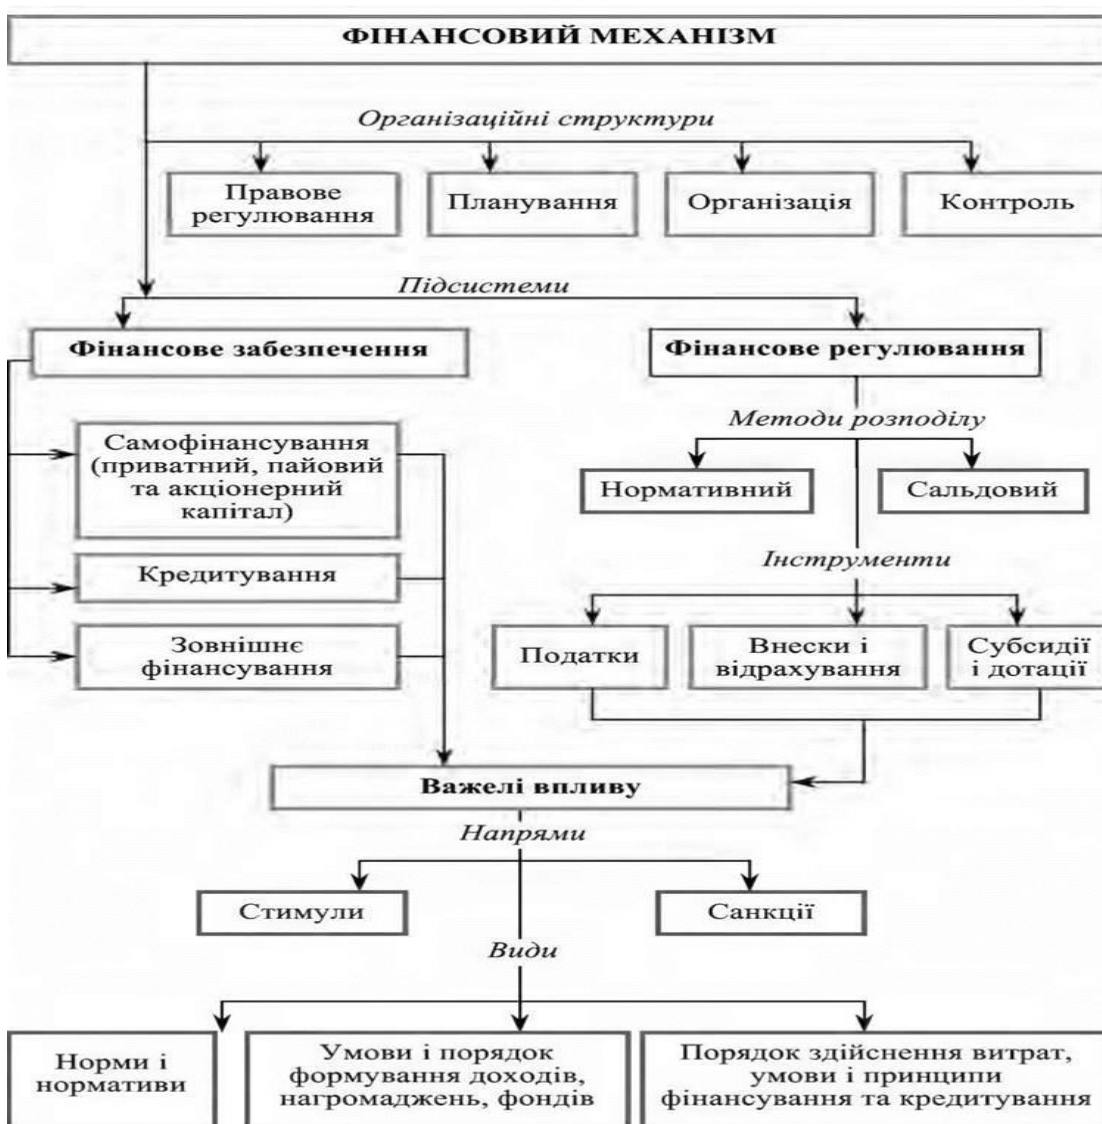 ФІНАНСОВИЙ МЕХАНІЗМ
Організаційні структури
Правове
регулювання
Планування
Організація
Контроль
Підсистеми
Фінансове забезпечення
Фінансове регулювання
Методи розподілу
Самофінансування
(приватний, пайовий
та акціонерний
капітал)
Нормативний
Сальдовий
Інструменти
Кредитування
Зовнішнє
фінансування
Податки
Внески і
відрахування
Субсидії
і дотації
Важелі впливу
Напрями
Стимули
Санкції
Види
Норми і
нормативи
Умови і порядок
формування доходів,
нагромаджень, фондів
Порядок здійснення витрат,
умови і принципи
фінансування та кредитування